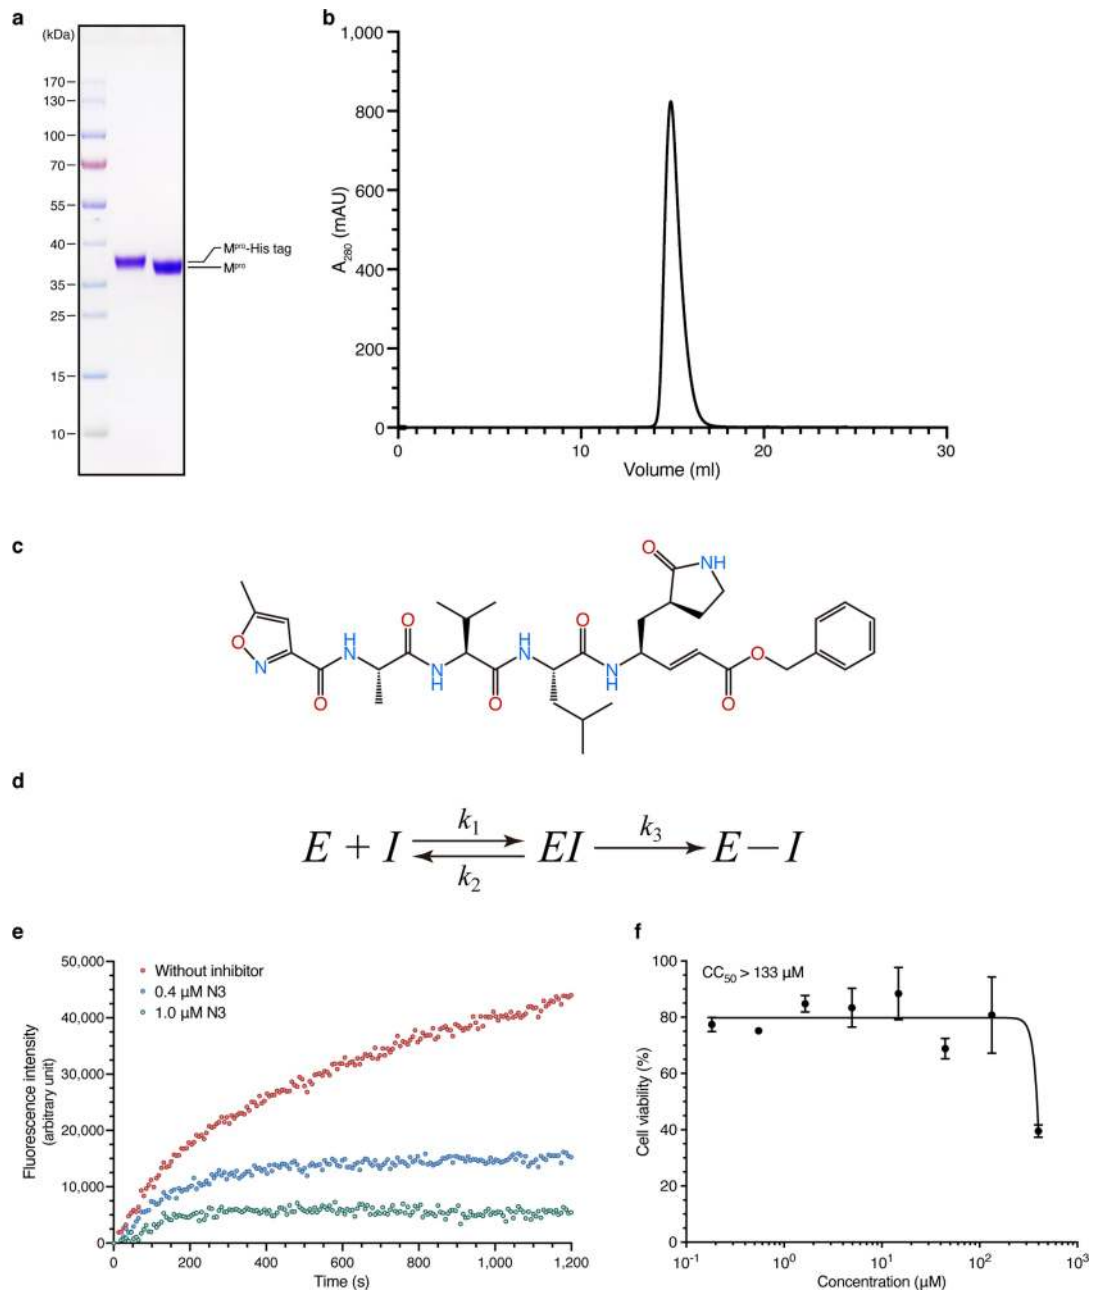 a
(kDa)
170
130
100
70
55
40
35
25
15
10
Mpro-His tag
Mpro
b
1,000
800
600
400
200
0
A280 (mAU)
0 10 20 30
Volume (ml)
c
O
NH
O
N
O
H
N
O
N
H
O
H
N
O
N
H
O
O
d
E + I k1 k2 EI k3 E — I
e
50,000
40,000
30,000
20,000
10,000
0
Fluorescence intensity
(arbitrary unit)
Without inhibitor
0.4 μM N3
1.0 μM N3
0 200 400 600 800 1,000 1,200
Time (s)
f
100
80
60
40
20
0
Cell viability (%)
CC50 > 133 μM
10-1 100 101 102 103
Concentration (μM)